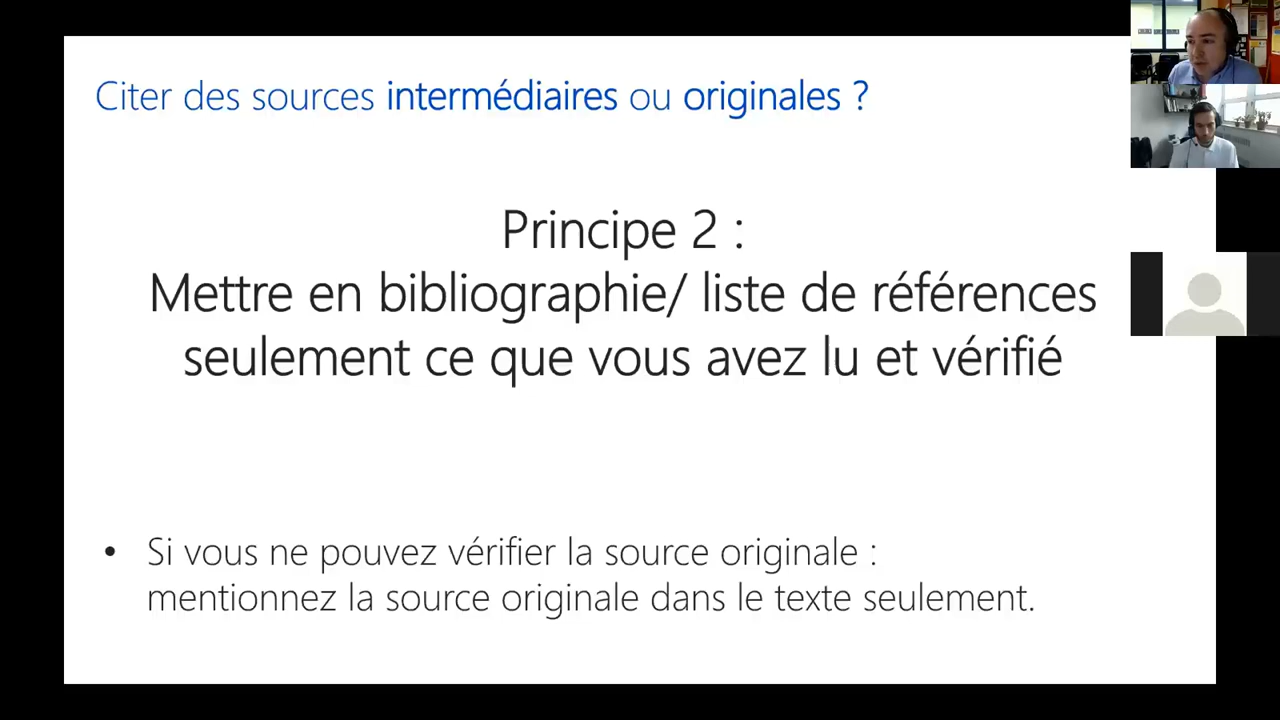 Citer des sources intermédiaires ou originales ?
Principe 2 :
Mettre en bibliographie/ liste de références
seulement ce que vous avez lu et vérifié
• Si vous ne pouvez vérifier la source originale :
mentionnez la source originale dans le texte seulement.